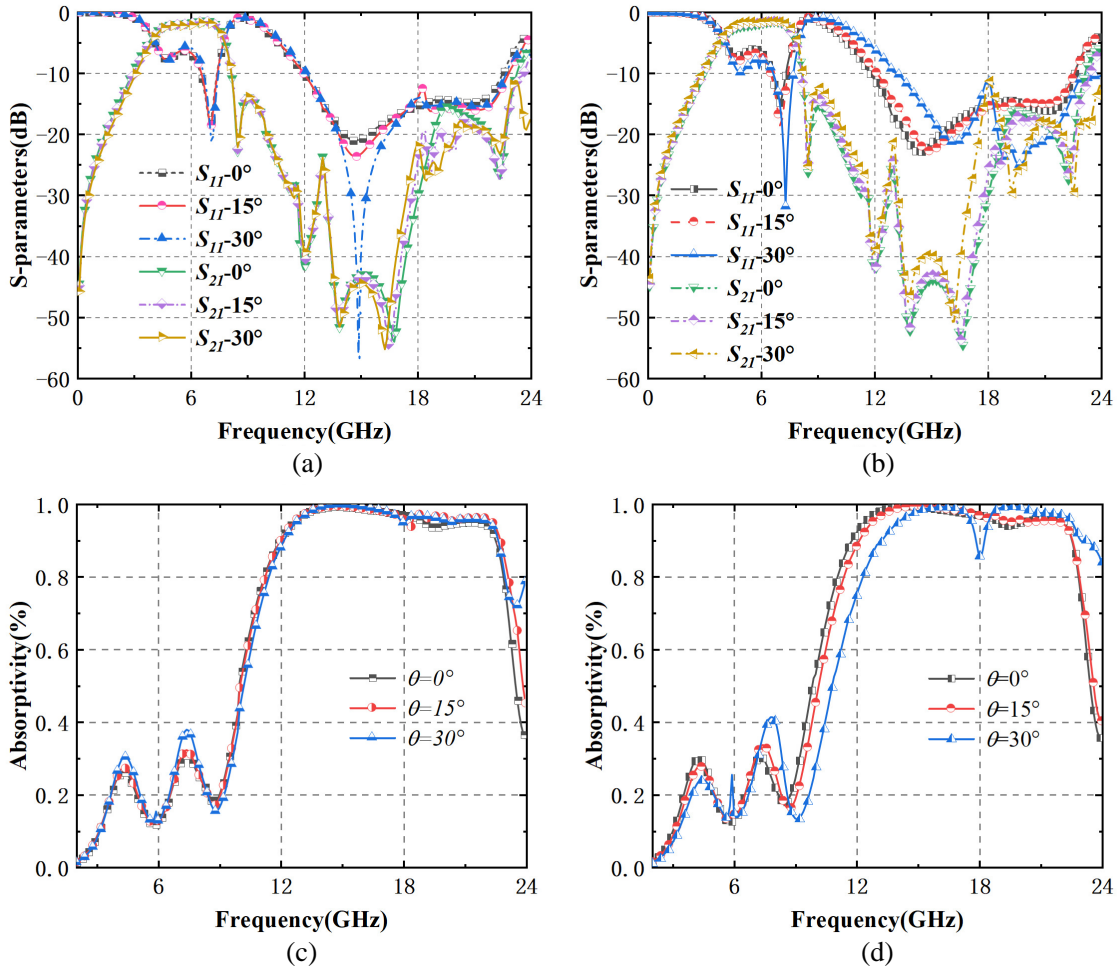 0
−10
−20
−30
−40
−50
−60
S-parameters(dB)
S11-0°
S11-15°
S11-30°
S21-0°
S21-15°
S21-30°
0 6 12 18 24
Frequency(GHz)
(a)
0
−10
−20
−30
−40
−50
−60
S-parameters(dB)
S11-0°
S11-15°
S11-30°
S21-0°
S21-15°
S21-30°
0 6 12 18 24
Frequency(GHz)
(b)
1.0
0.8
0.6
0.4
0.2
0.0
Absorptivity(%)
θ=0°
θ=15°
θ=30°
6 12 18 24
Frequency(GHz)
(c)
1.0
0.8
0.6
0.4
0.2
0.0
Absorptivity(%)
θ=0°
θ=15°
θ=30°
6 12 18 24
Frequency(GHz)
(d)